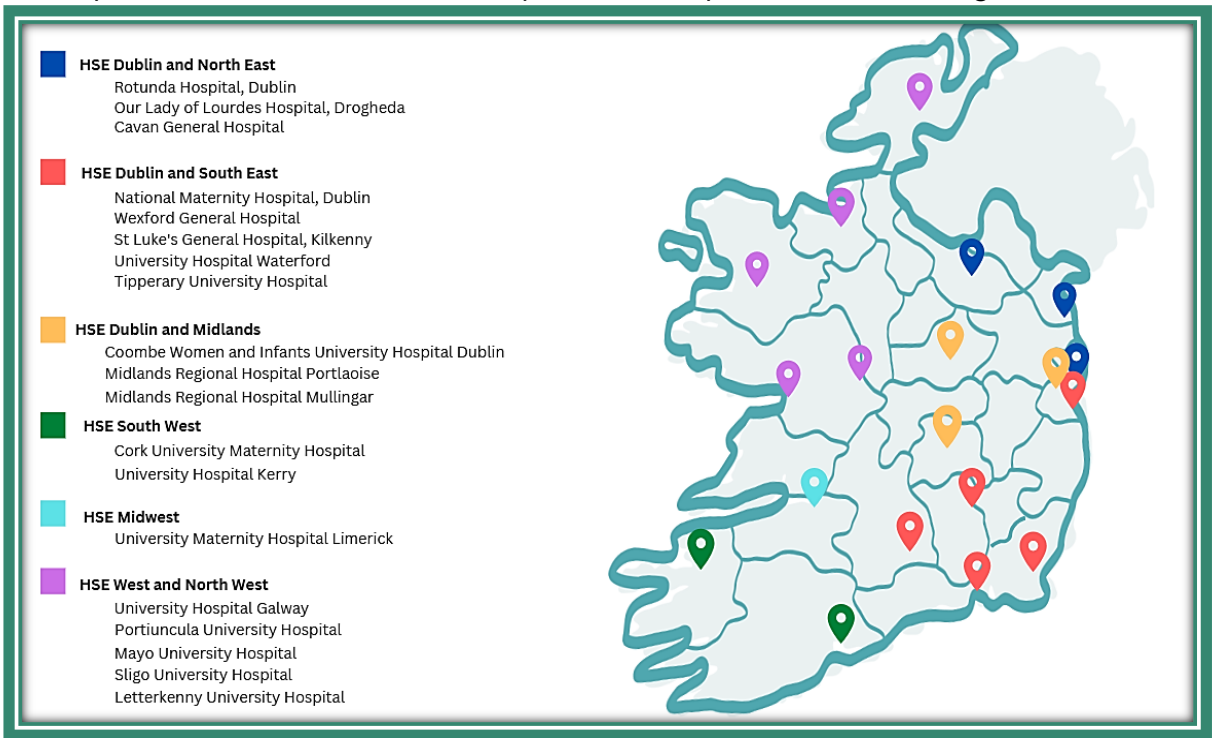 HSE Dublin and North East
Rotunda Hospital, Dublin
Our Lady of Lourdes Hospital, Drogheda
Cavan General Hospital
HSE Dublin and South East
National Maternity Hospital, Dublin
Wexford General Hospital
St Luke's General Hospital, Kilkenny
University Hospital Waterford
Tipperary University Hospital
HSE Dublin and Midlands
Coombe Women and Infants University Hospital Dublin
Midlands Regional Hospital Portlaoise
Midlands Regional Hospital Mullingar
HSE South West
Cork University Maternity Hospital
University Hospital Kerry
HSE Midwest
University Maternity Hospital Limerick
HSE West and North West
University Hospital Galway
Portiuncula University Hospital
Mayo University Hospital
Sligo University Hospital
Letterkenny University Hospital